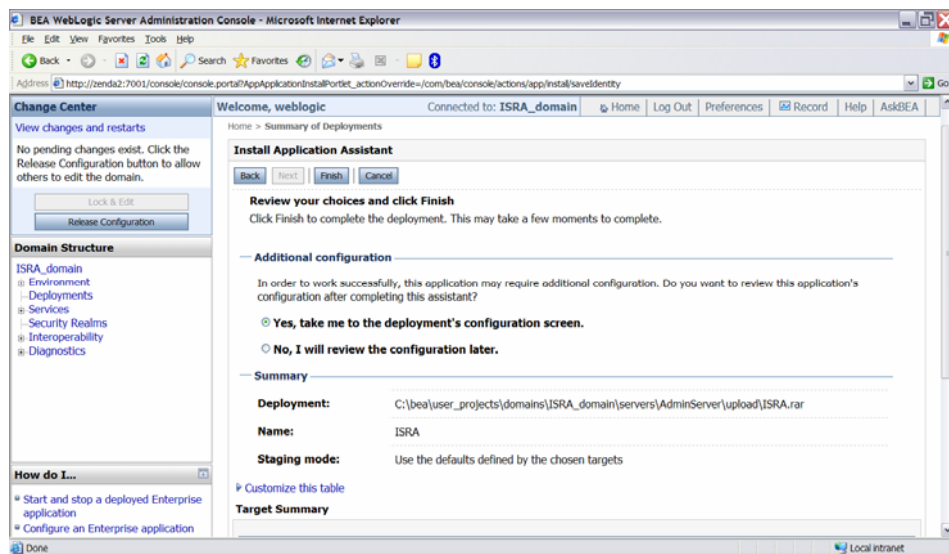 BEA WebLogic Server Administration Console - Microsoft Internet Explorer
File Edit View Favorites Tools Help
Back Search Favorites
Address http://zenda2:7001/console/console.portal?AppApplicationInstallPortlet_actionOverride=/com/bea/console/actions/app/install/saveIdentity Go
Change Center
View changes and restarts
No pending changes exist. Click the
Release Configuration button to allow
others to edit the domain.
Lock & Edit
Release Configuration
Domain Structure
ISRA_domain
Environment
Deployments
Services
Security Realms
Interoperability
Diagnostics
How do I...
Start and stop a deployed Enterprise
application
Configure an Enterprise application
Welcome, weblogic Connected to: ISRA_domain Home Log Out Preferences Record Help AskBEA
Home > Summary of Deployments
Install Application Assistant
Back Next Finish Cancel
Review your choices and click Finish
Click Finish to complete the deployment. This may take a few moments to complete.
Additional configuration
In order to work successfully, this application may require additional configuration. Do you want to review this application's
configuration after completing this assistant?
Yes, take me to the deployment's configuration screen.
No, I will review the configuration later.
Summary
Deployment: C:\bea\user_projects\domains\ISRA_domain\servers\AdminServer\upload\ISRA.rar
Name: ISRA
Staging mode: Use the defaults defined by the chosen targets
Customize this table
Target Summary
Done Local intranet